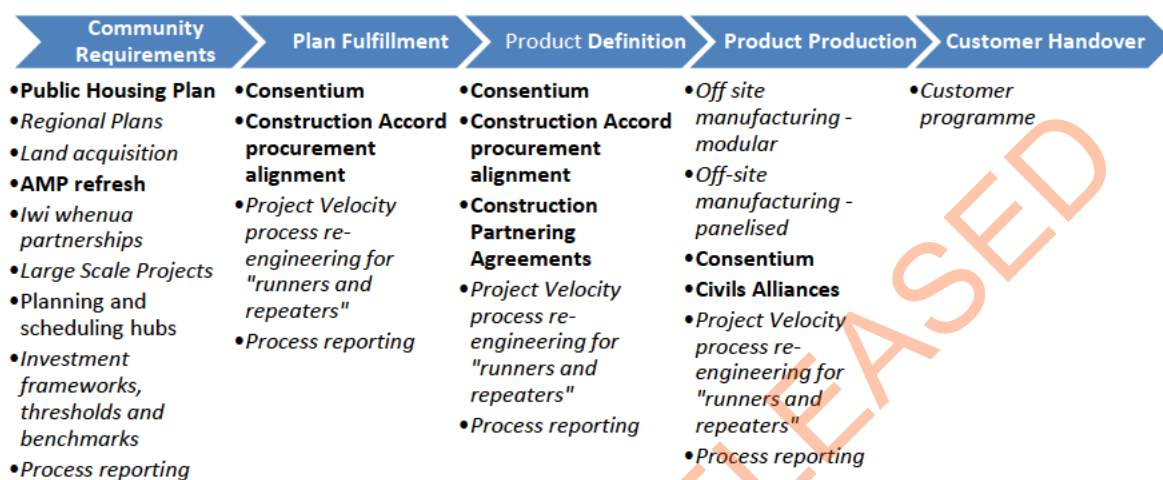 Community
Requirements
Plan Fulfillment
Product Definition
Product Production
Customer Handover
•Public Housing Plan
•Regional Plans
•Land acquisition
•AMP refresh
•Iwi whenua
partnerships
•Large Scale Projects
•Planning and
scheduling hubs
•Investment
frameworks,
thresholds and
benchmarks
•Process reporting
•Consentium
•Construction Accord
procurement
alignment
•Project Velocity
process re-
engineering for
"runners and
repeaters"
•Process reporting
•Consentium
•Construction Accord
procurement
alignment
•Construction
Partnering
Agreements
•Project Velocity
process re-
engineering for
"runners and
repeaters"
•Process reporting
•Off site
manufacturing -
modular
•Off-site
manufacturing -
panelised
•Consentium
•Civils Alliances
•Project Velocity
process re-
engineering for
"runners and
repeaters"
•Process reporting
•Customer
programme
ELEASED